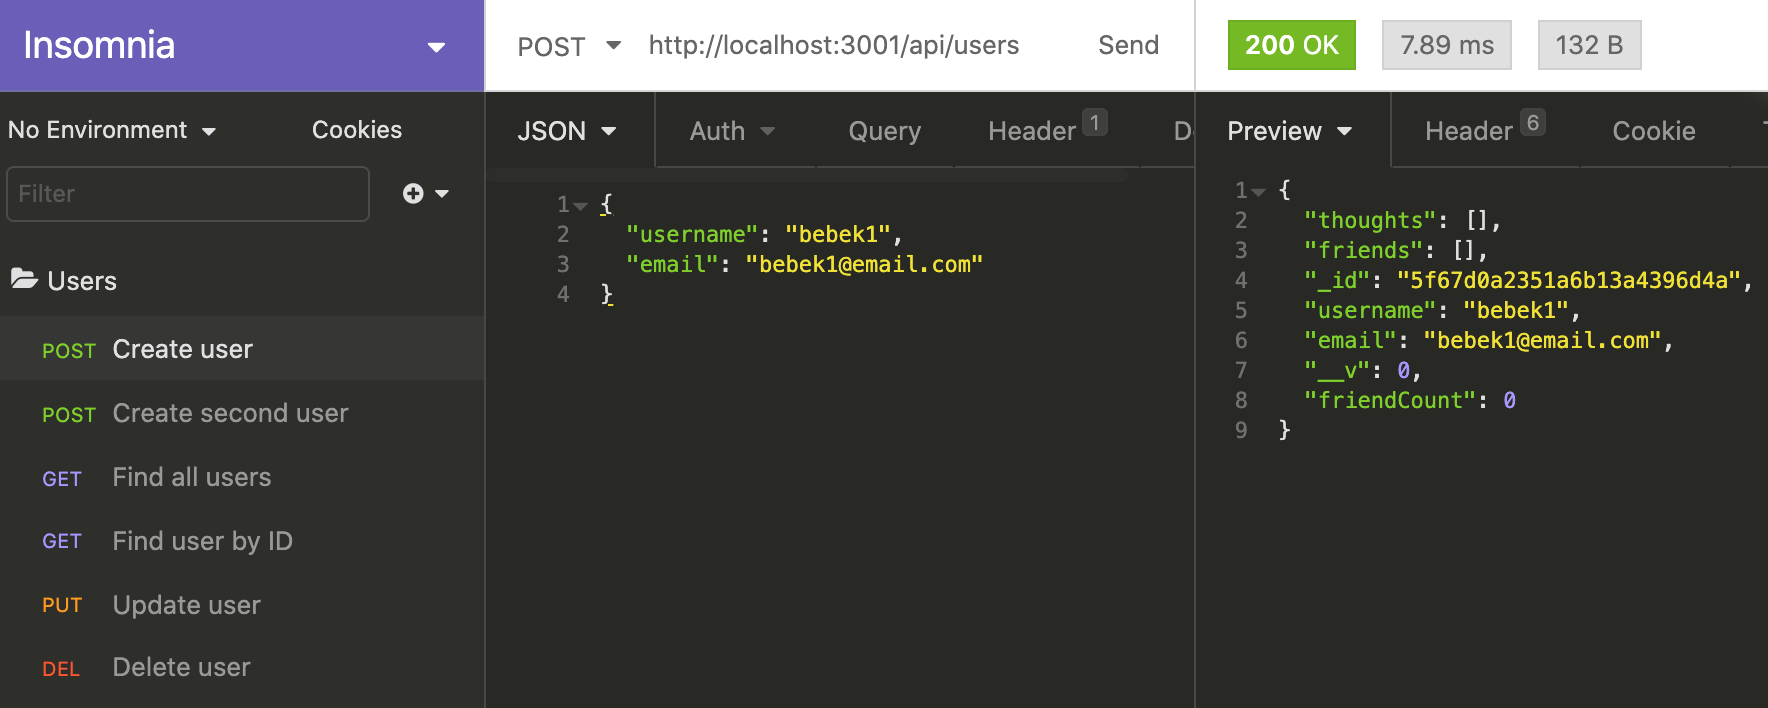 Insomnia
POST http://localhost:3001/api/users Send
200 OK 7.89 ms 132 B
No Environment Cookies
Filter
Users
POST Create user
POST Create second user
GET Find all users
GET Find user by ID
PUT Update user
DEL Delete user
JSON Auth Query Header 1
1 {
2 "username": "bebek1",
3 "email": "bebek1@email.com"
4 }
Preview Header 6 Cookie
1 {
2 "thoughts": [],
3 "friends": [],
4 "_id": "5f67d0a2351a6b13a4396d4a",
5 "username": "bebek1",
6 "email": "bebek1@email.com",
7 "__v": 0,
8 "friendCount": 0
9 }